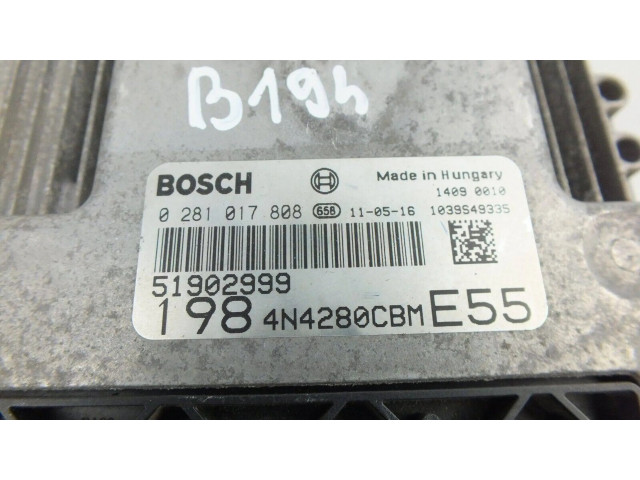 B19h
BOSCH Made in Hungary
1409 0010
0 281 017 808 658 11-05-16 1039S49335
51902999
198 4N4280CBM E55